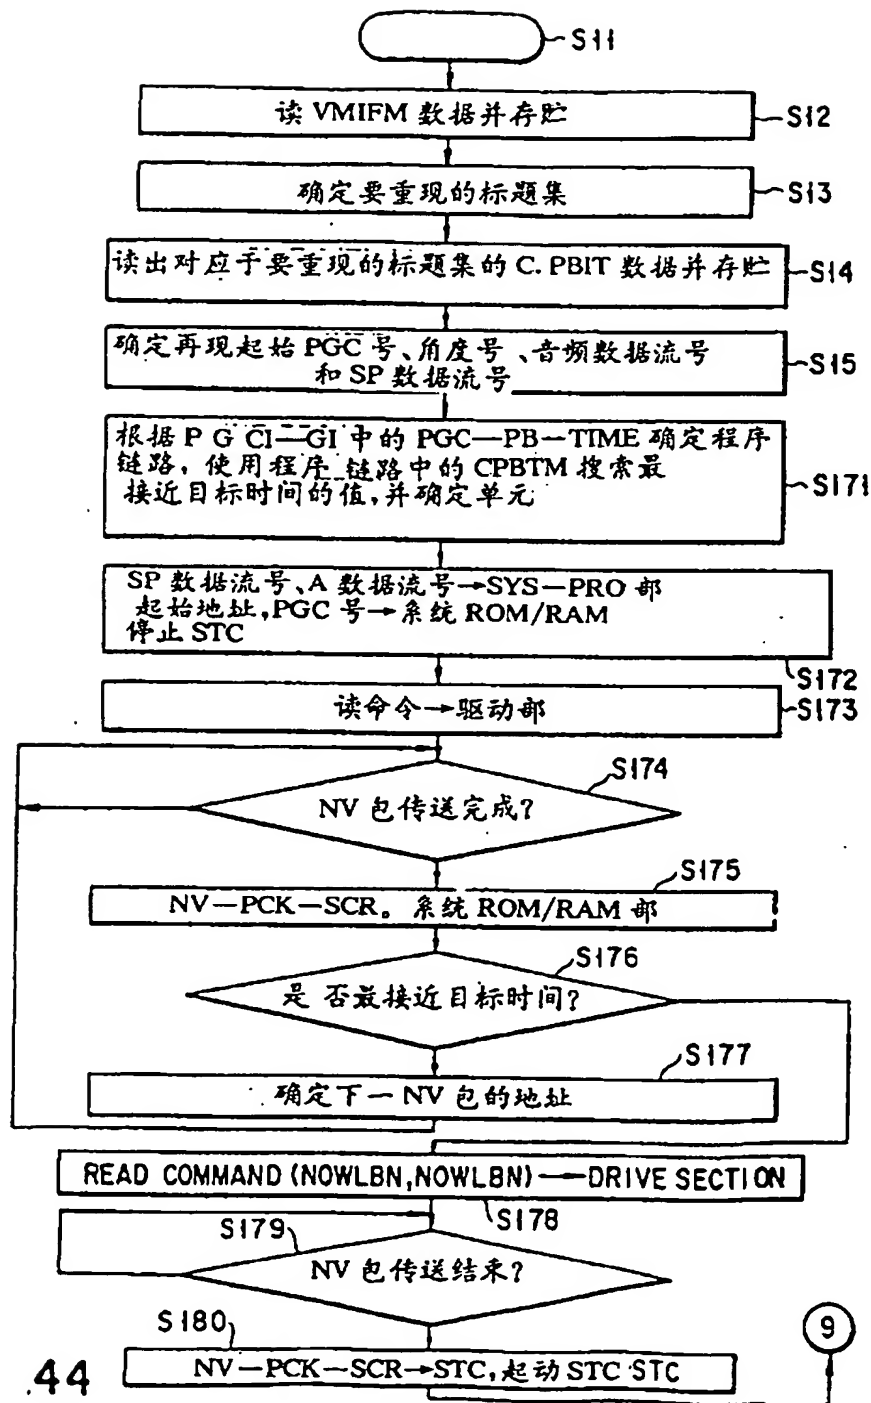 S11
读 VMIFM 数据并存贮
S12
确定要重现的标题集
S13
读出对应于要重现的标题集的 C. PBIT 数据并存贮
S14
确定再现起始 PGC 号、角度号、音频数据流号
和 SP 数据流号
S15
根据 P G CI—GI 中的 PGC—PB—TIME 确定程序
链路, 使用程序 链路中的 CPBTM 搜索最
接近目标时间的值,并确定单元
S171
SP 数据流号、A 数据流号→SYS—PRO 部
起始地址,PGC 号→系统 ROM/RAM
停止 STC
S172
读命令→驱动部
S173
S174
NV 包传送完成?
S175
NV—PCK—SCR。系统 ROM/RAM 部
S176
是 否最接近目标时间?
S177
确定下一 NV 包的地址
READ COMMAND (NOWLBN,NOWLBN)→DRIVE SECTION
S178
S179
NV 包传送结束?
S180
9
NV—PCK—SCR→STC,起动 STC STC
.44